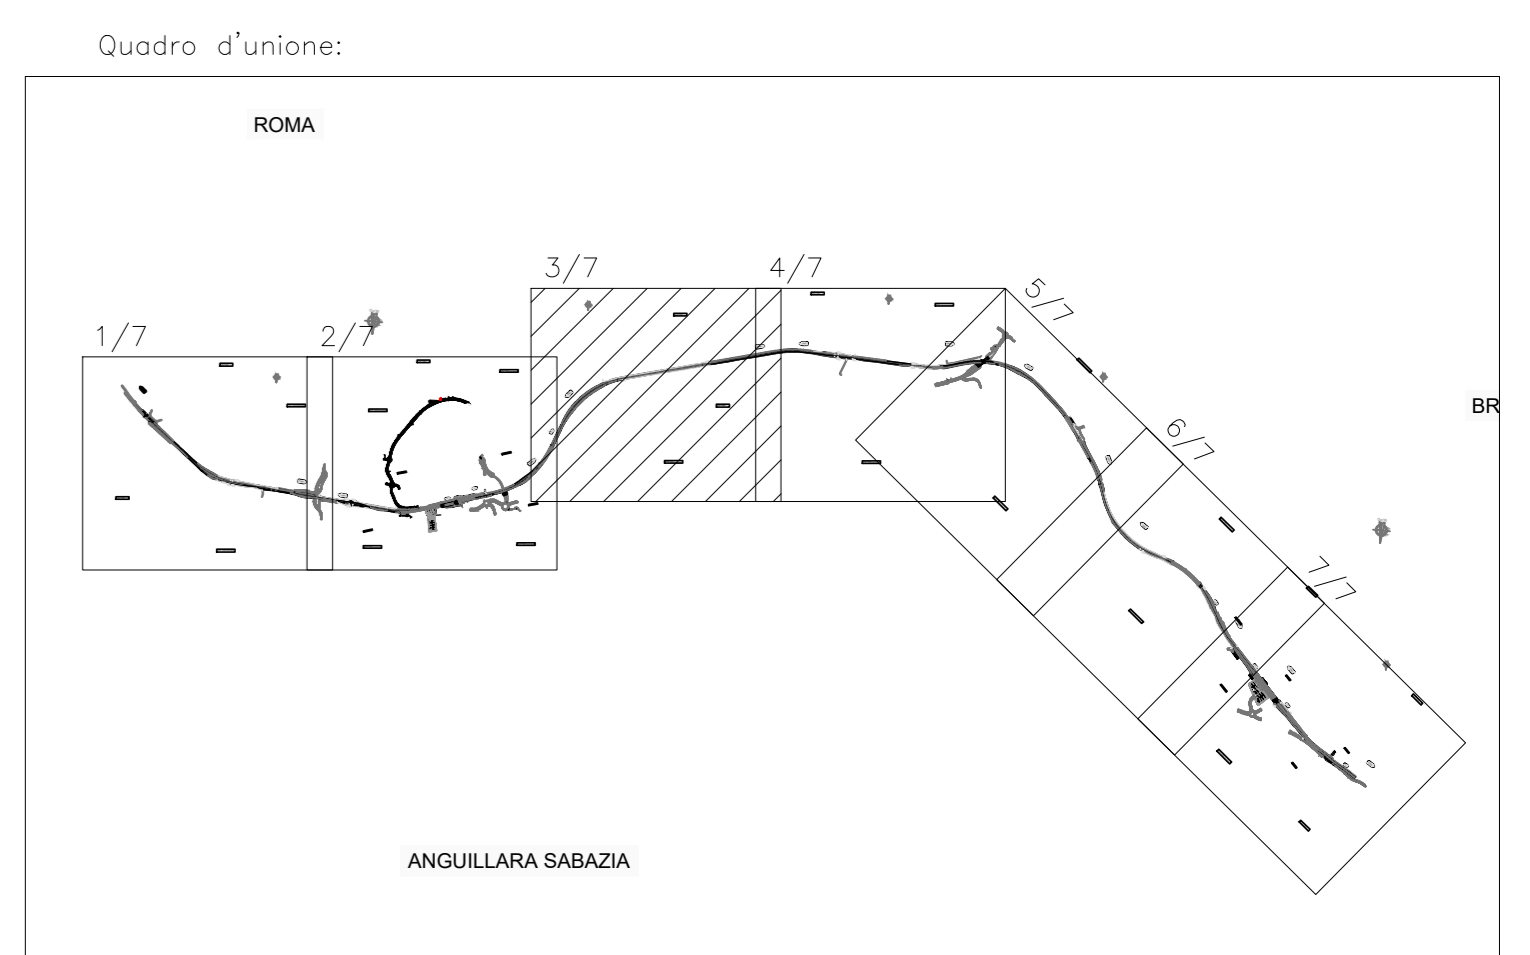 Quadro d'unione:
ROMA
3/7
4/7
5/7
1/7
2/7
BR
6/7
7/7
ANGUILLARA SABAZIA